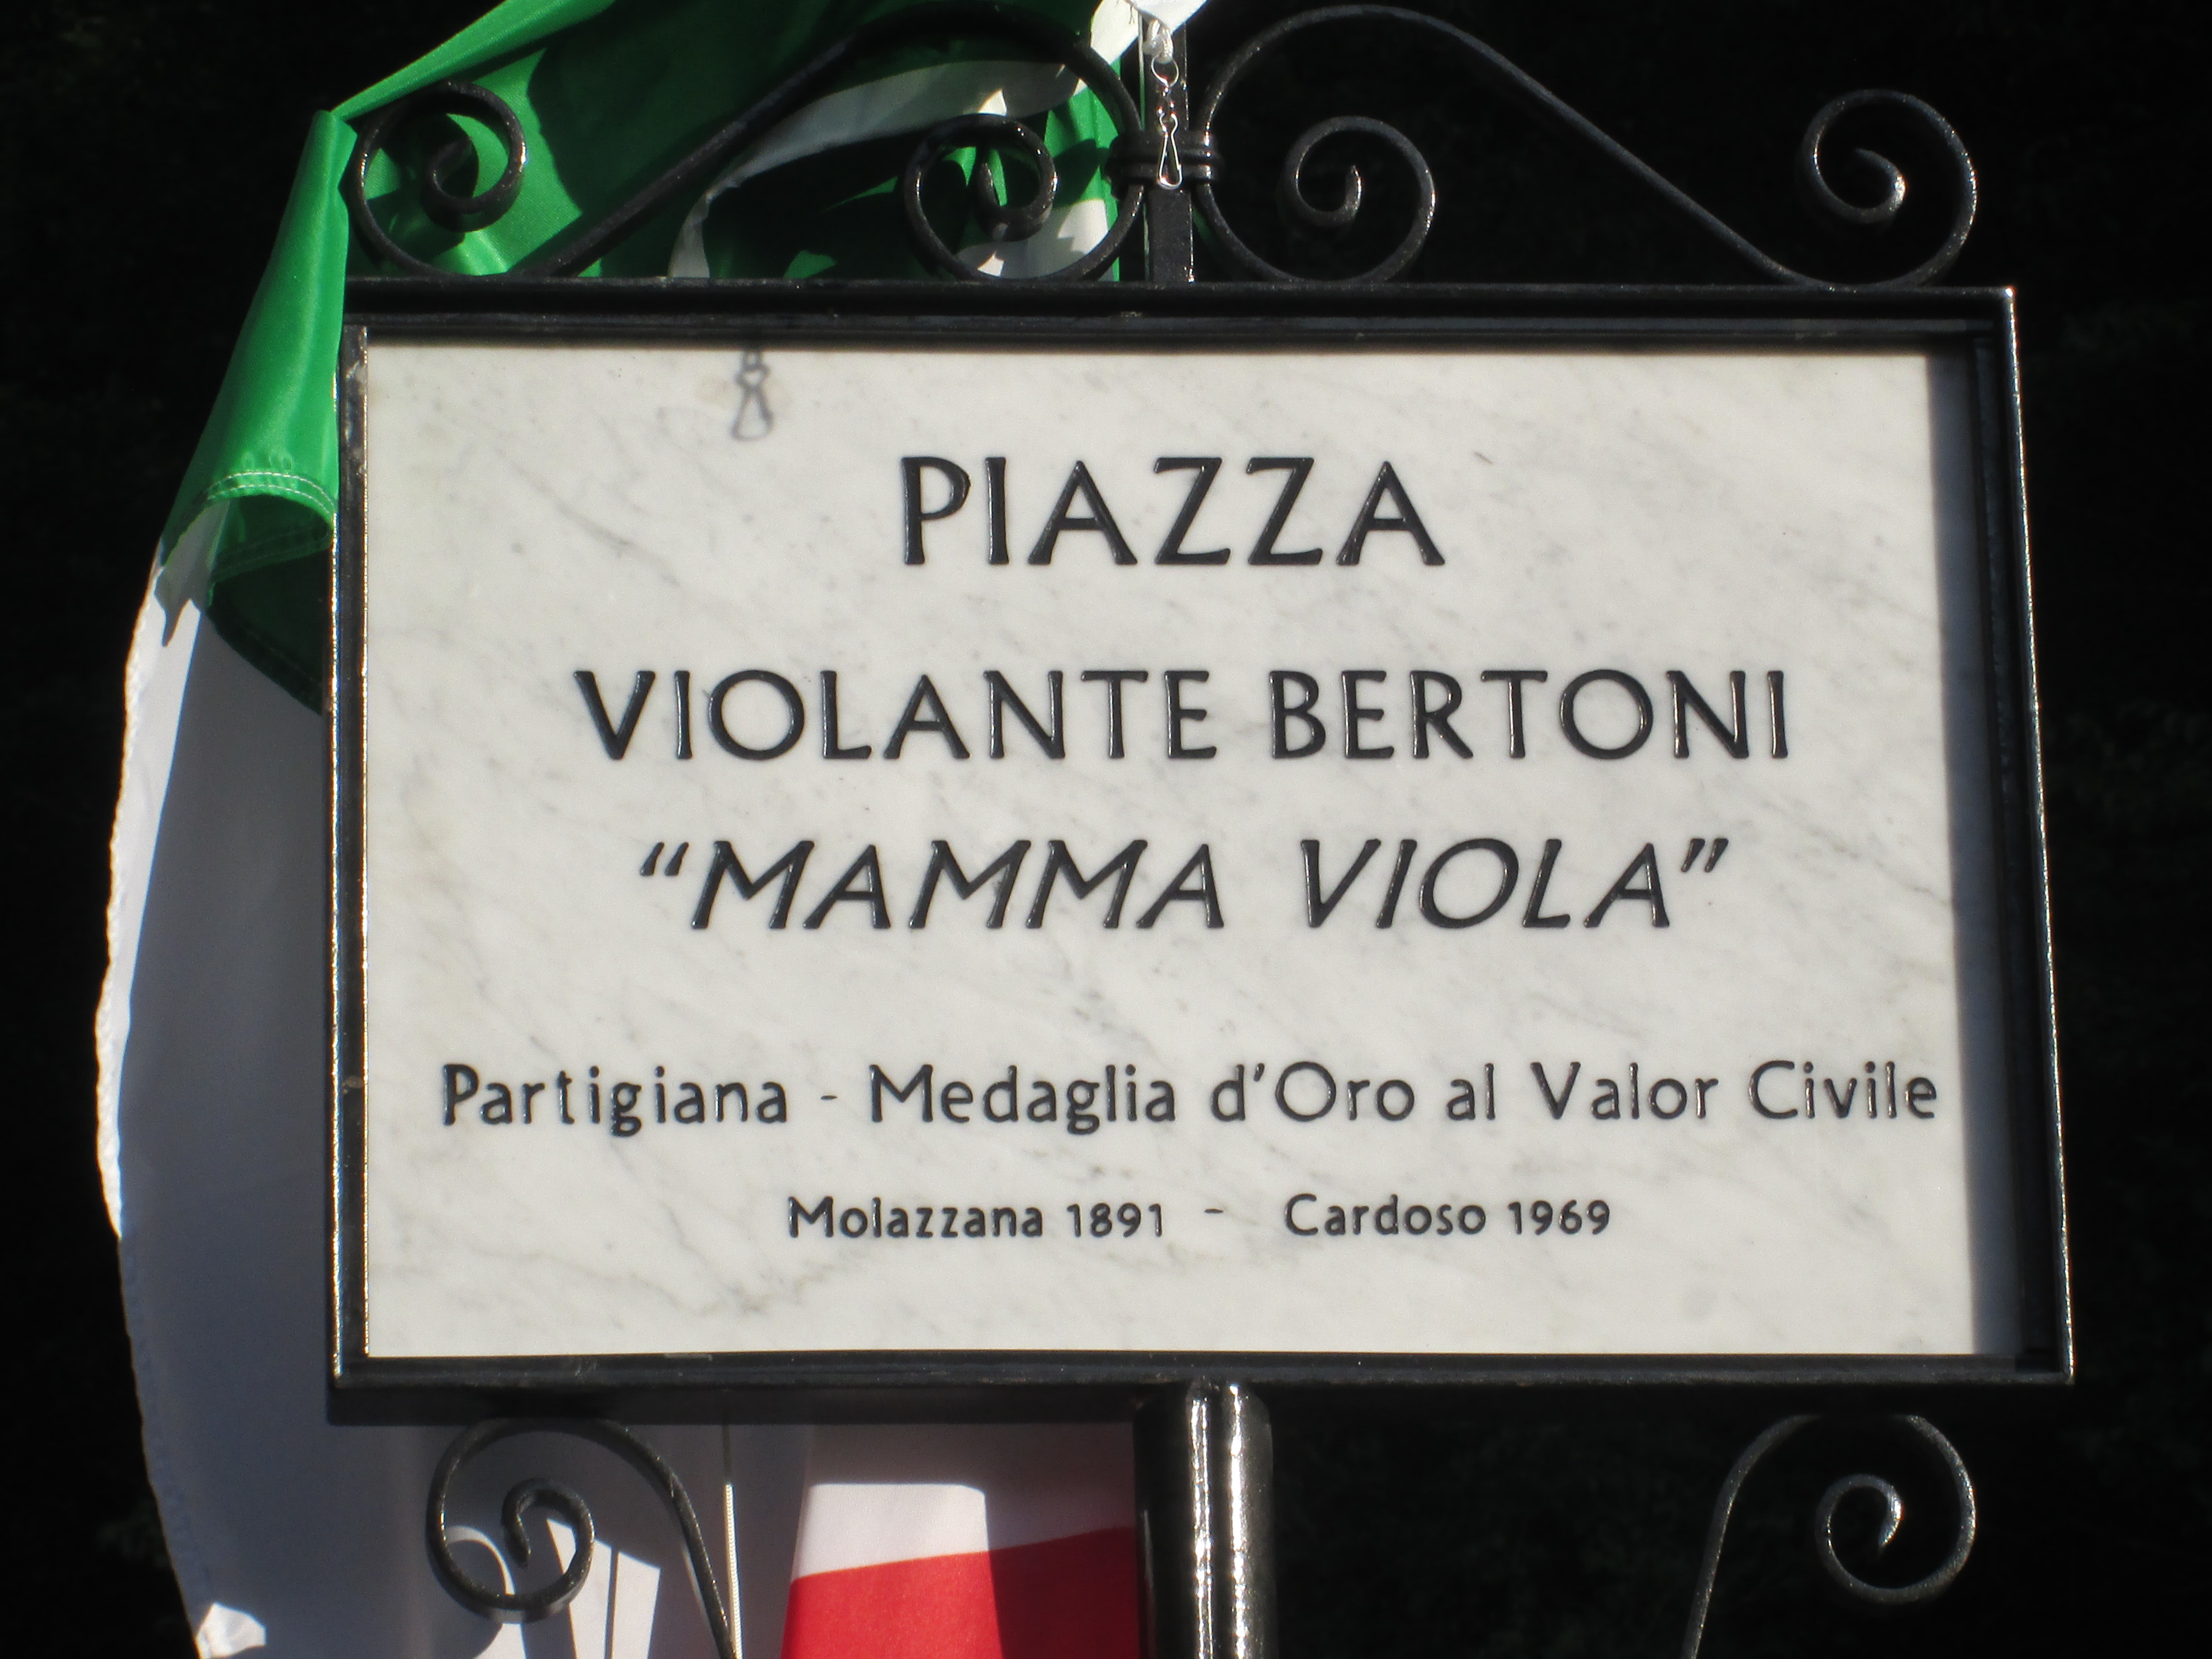 PIAZZA
VIOLANTE BERTONI
“MAMMA VIOLA”
Partigiana - Medaglia d’Oro al Valor Civile
Molazzana 1891 - Cardoso 1969